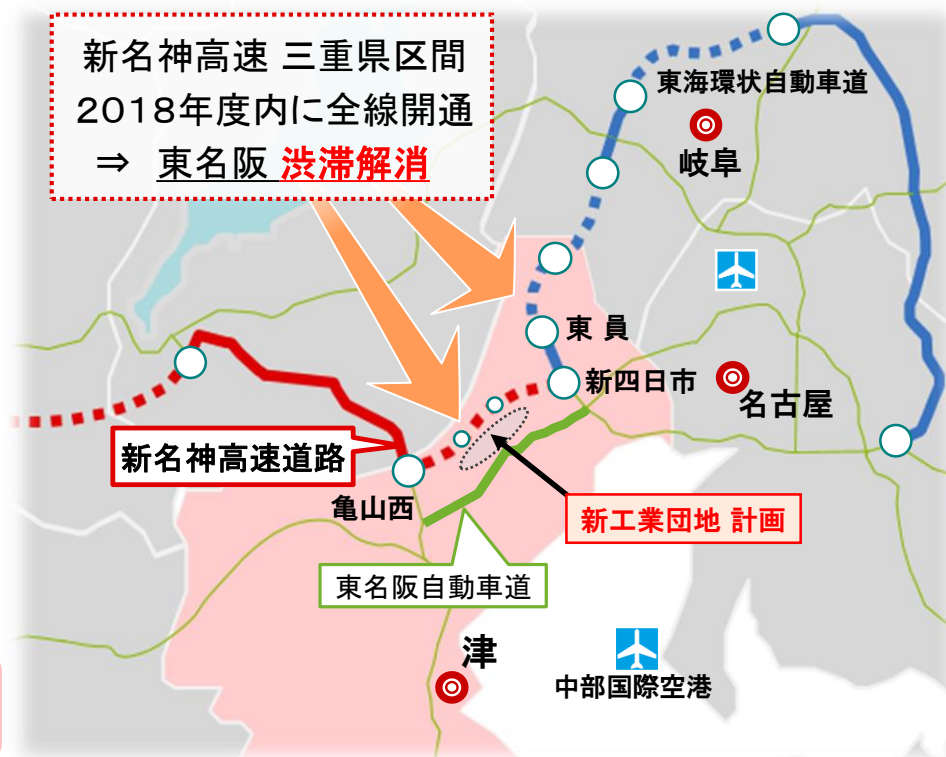 新名神高速 三重県区間
2018年度内に全線開通
⇒ 東名阪 渋滞解消
東海環状自動車道
岐阜
東員
新四日市
名古屋
新名神高速道路
亀山西
新工業団地 計画
東名阪自動車道
津
中部国際空港